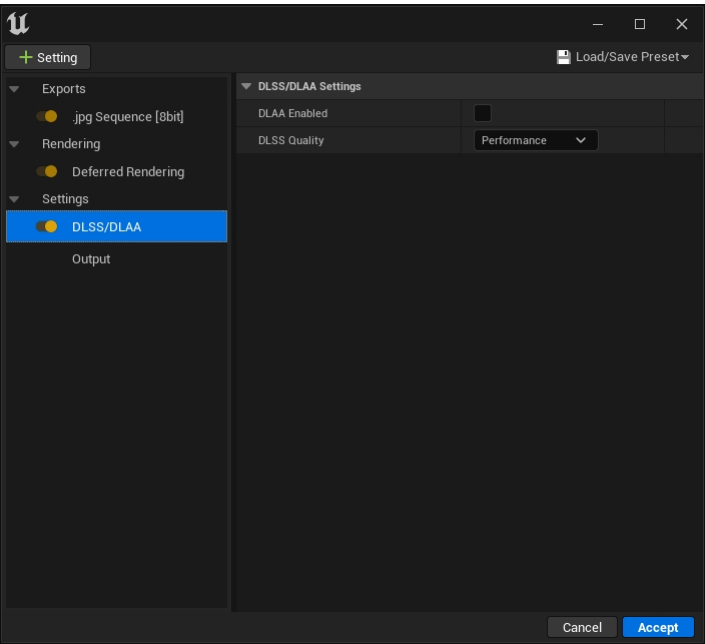 + Setting
Load/Save Preset
Exports
.jpg Sequence [8bit]
Rendering
Deferred Rendering
Settings
DLSS/DLAA
Output
DLSS/DLAA Settings
DLAA Enabled
DLSS Quality Performance
Cancel Accept